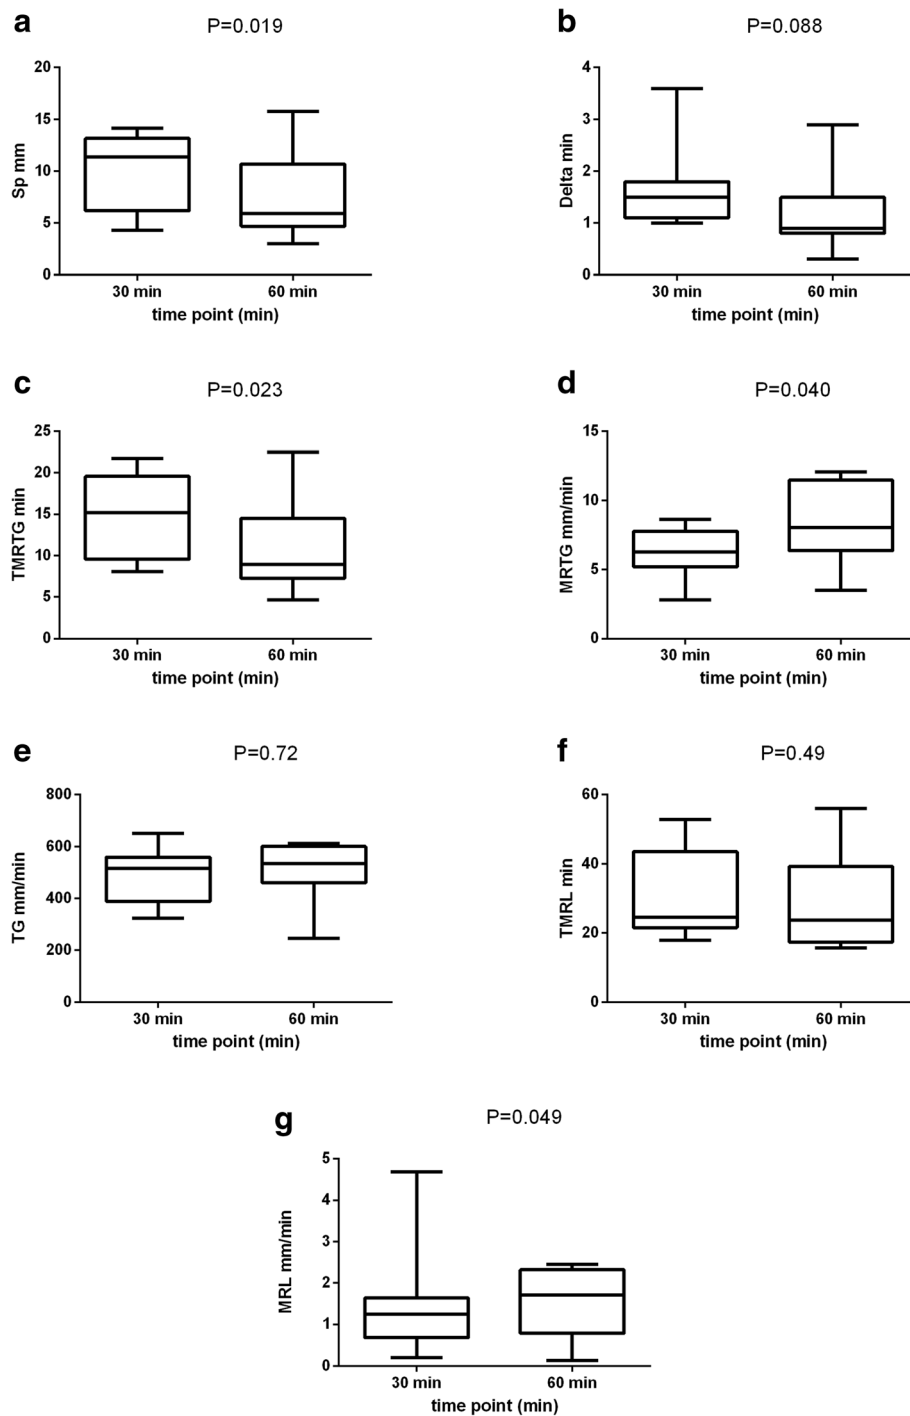 a
P=0.019
Sp mm
20
15
10
5
0
30 min 60 min
time point (min)
b
P=0.088
Delta min
4
3
2
1
0
30 min 60 min
time point (min)
c
P=0.023
TMRTG min
25
20
15
10
5
0
30 min 60 min
time point (min)
d
P=0.040
MRTG mm/min
15
10
5
0
30 min 60 min
time point (min)
e
P=0.72
TG mm/min
800
600
400
200
0
30 min 60 min
time point (min)
f
P=0.49
TMRL min
60
40
20
0
30 min 60 min
time point (min)
g
P=0.049
MRL mm/min
5
4
3
2
1
0
30 min 60 min
time point (min)